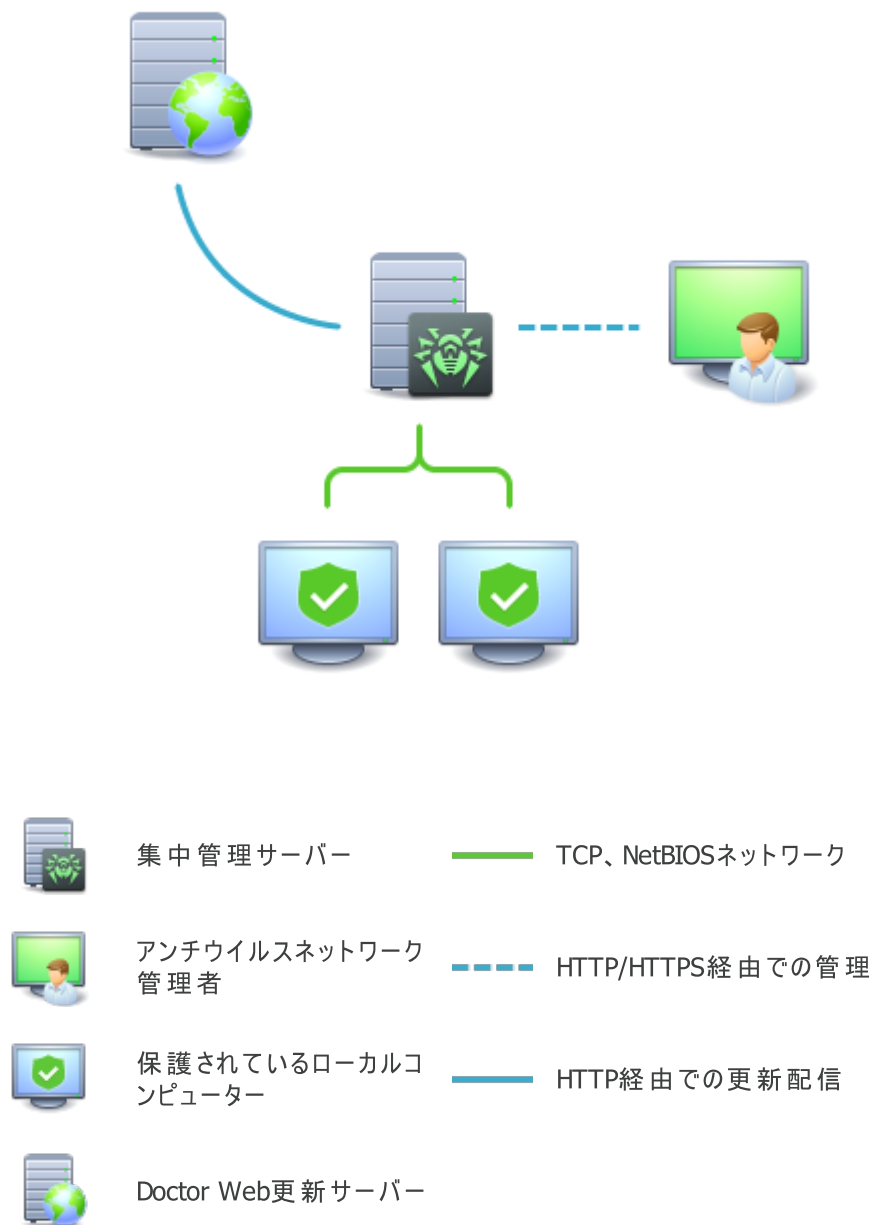 集中管理サーバー
TCP、NetBIOSネットワーク
アンチウイルスネットワーク
管理者
HTTP/HTTPS経由での管理
保護されているローカルコ
ンピューター
HTTP経由での更新配信
Doctor Web更新サーバー